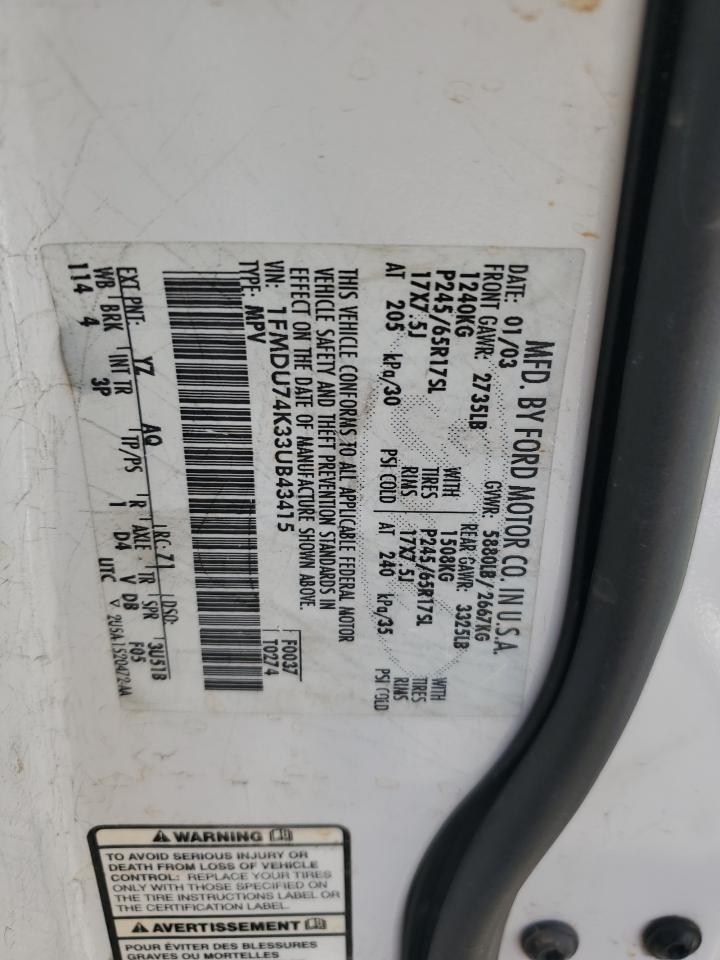 MFD. BY FORD MOTOR CO. IN U.S.A.
DATE: 01/03 GVWR: 5880LB/2667KG
FRONT GAWR: 2735LB REAR GAWR: 3325LB
1240KG WITH 1508KG WITH
P245/65R17SL TIRES P245/65R17SL TIRES
17X7.5J RIMS 17X7.5J RIMS
AT 205 kPa/30 PSI COLD AT 240 kPa/35 PSI COLD
THIS VEHICLE CONFORMS TO ALL APPLICABLE FEDERAL MOTOR
VEHICLE SAFETY AND THEFT PREVENTION STANDARDS IN
EFFECT ON THE DATE OF MANUFACTURE SHOWN ABOVE.
VIN: 1FMDU74K33UB43415 F0037
TYPE: MPV T0274
EXT PNT: YZ AQ RC: 71 DSO: 3U51B
WB BRK INT TR TP/PS R AXLE TR SPR F05
114 4 3P 1 D4 V DB
UTC
2U5A-1520472-AA
WARNING
TO AVOID SERIOUS INJURY OR
DEATH FROM LOSS OF VEHICLE
CONTROL: REPLACE YOUR TIRES
ONLY WITH THOSE SPECIFIED ON
THE TIRE INSTRUCTIONS LABEL OR
THE CERTIFICATION LABEL.
AVERTISSEMENT
POUR ÉVITER DES BLESSURES
GRAVES OU MORTELLES